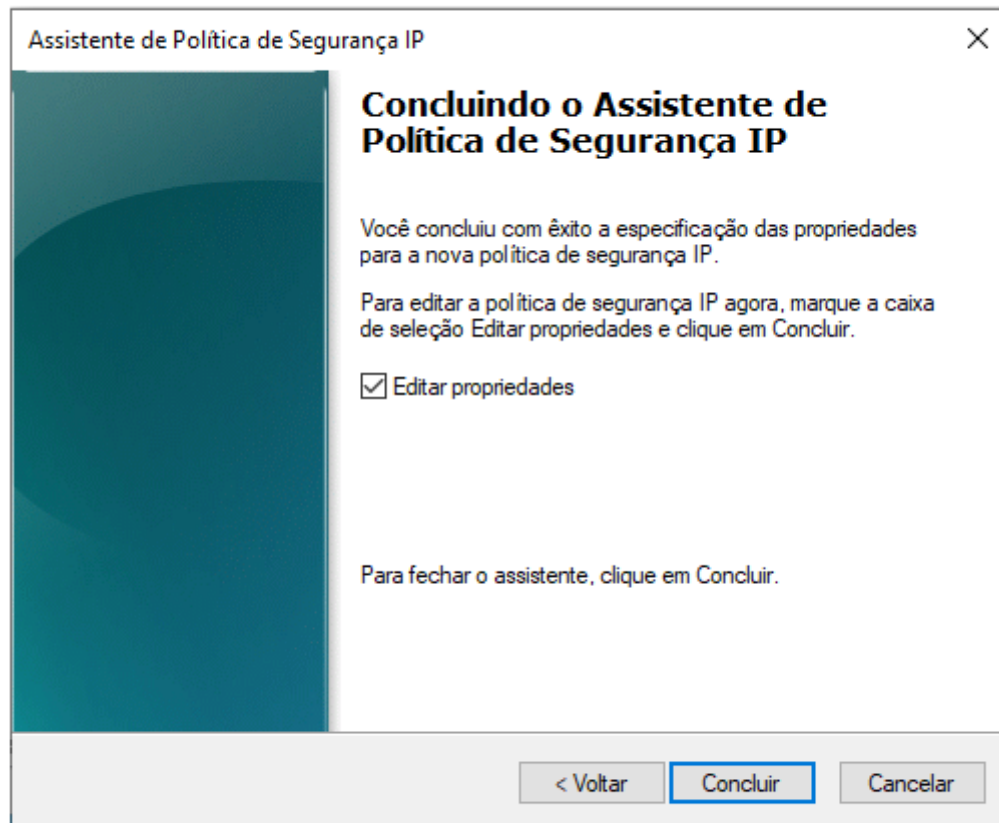 Assistente de Política de Segurança IP
Concluindo o Assistente de
Política de Segurança IP
Você concluiu com êxito a especificação das propriedades
para a nova política de segurança IP.
Para editar a política de segurança IP agora, marque a caixa
de seleção Editar propriedades e clique em Concluir.
Editar propriedades
Para fechar o assistente, clique em Concluir.
< Voltar
Concluir
Cancelar